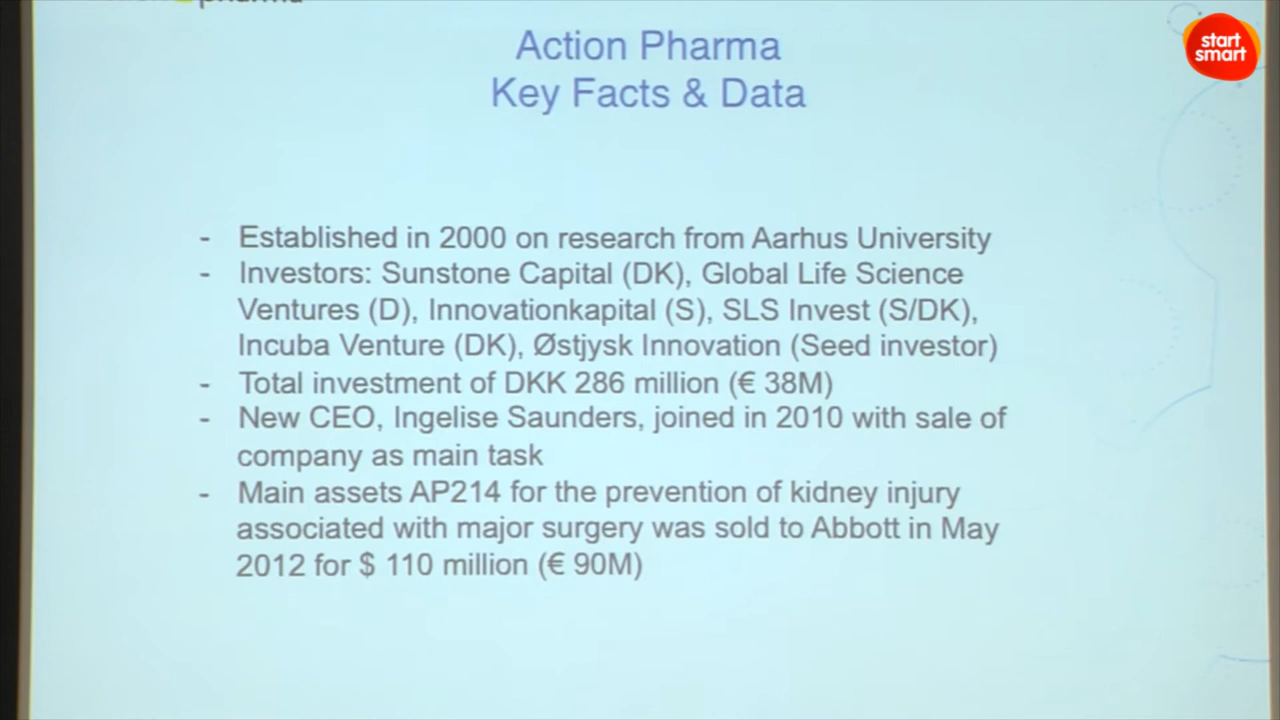 pharma
start
smart
Action Pharma
Key Facts & Data
- Established in 2000 on research from Aarhus University
- Investors: Sunstone Capital (DK), Global Life Science
Ventures (D), Innovationkapital (S), SLS Invest (S/DK),
Incuba Venture (DK), Østjysk Innovation (Seed investor)
- Total investment of DKK 286 million (€ 38M)
- New CEO, Ingelise Saunders, joined in 2010 with sale of
company as main task
- Main assets AP214 for the prevention of kidney injury
associated with major surgery was sold to Abbott in May
2012 for $ 110 million (€ 90M)